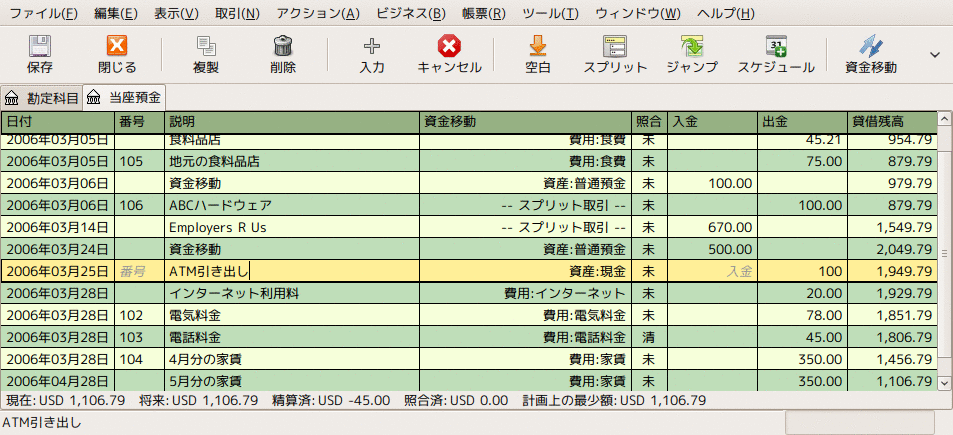 ファイル(F) 編集(E) 表示(V) 取引(N) アクション(A) ビジネス(B) 帳票(R) ツール(T) ウィンドウ(W) ヘルプ(H)
保存 閉じる 複製 削除 入力 キャンセル 空白 スプリット ジャンプ スケジュール 資金移動
勘定科目 当座預金
日付 番号 説明 資金移動 照合 入金 出金 貸借残高
2006年03月05日 食料品店 費用:食費 未 45.21 954.79
2006年03月05日 105 地元の食料品店 費用:食費 未 75.00 879.79
2006年03月06日 資金移動 資産:普通預金 未 100.00 979.79
2006年03月06日 106 ABCハードウェア -- スプリット取引 -- 未 100.00 879.79
2006年03月14日 Employers R Us -- スプリット取引 -- 未 670.00 1,549.79
2006年03月24日 資金移動 資産:普通預金 未 500.00 2,049.79
2006年03月25日 番号 ATM引き出し 資産:現金 未 入金 100 1,949.79
2006年03月28日 インターネット利用料 費用:インターネット 未 20.00 1,929.79
2006年03月28日 102 電気料金 費用:電気料金 未 78.00 1,851.79
2006年03月28日 103 電話料金 費用:電話料金 清 45.00 1,806.79
2006年03月28日 104 4月分の家賃 費用:家賃 未 350.00 1,456.79
2006年04月28日 5月分の家賃 費用:家賃 未 350.00 1,106.79
現在: USD 1,106.79 将来: USD 1,106.79 精算済: USD -45.00 照合済: USD 0.00 計画上の最少額: USD 1,106.79
ATM引き出し